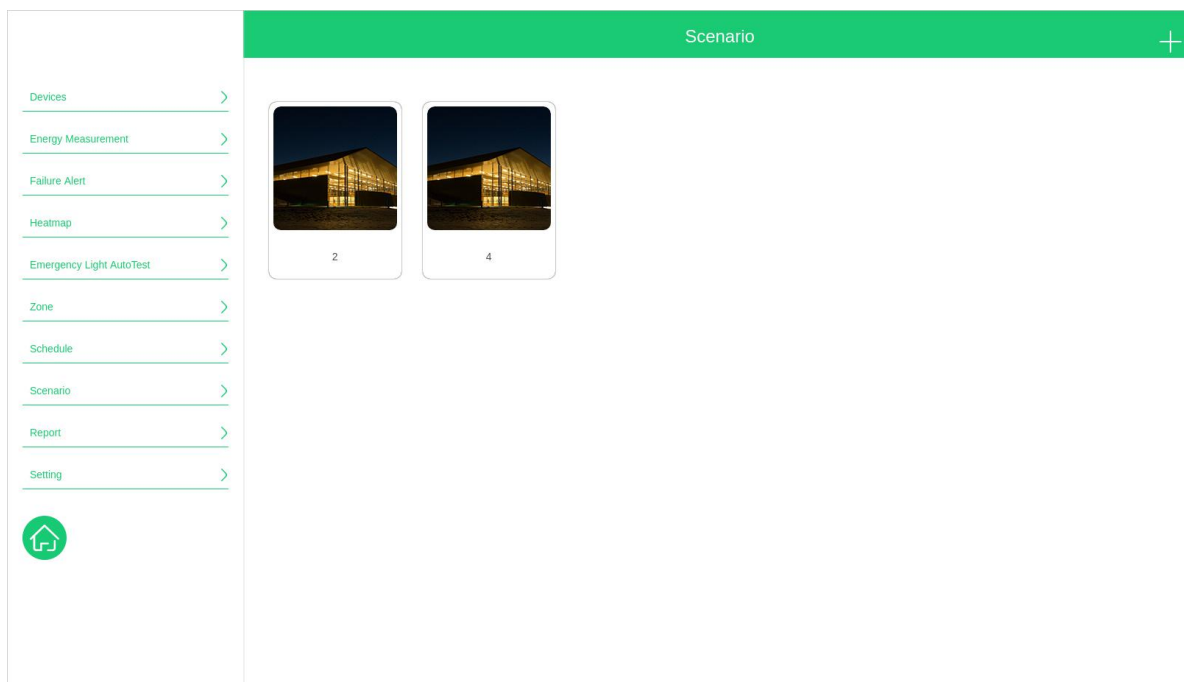 Scenario
Devices
Energy Measurement
Failure Alert
Heatmap
Emergency Light AutoTest
Zone
Schedule
Scenario
Report
Setting
2
4